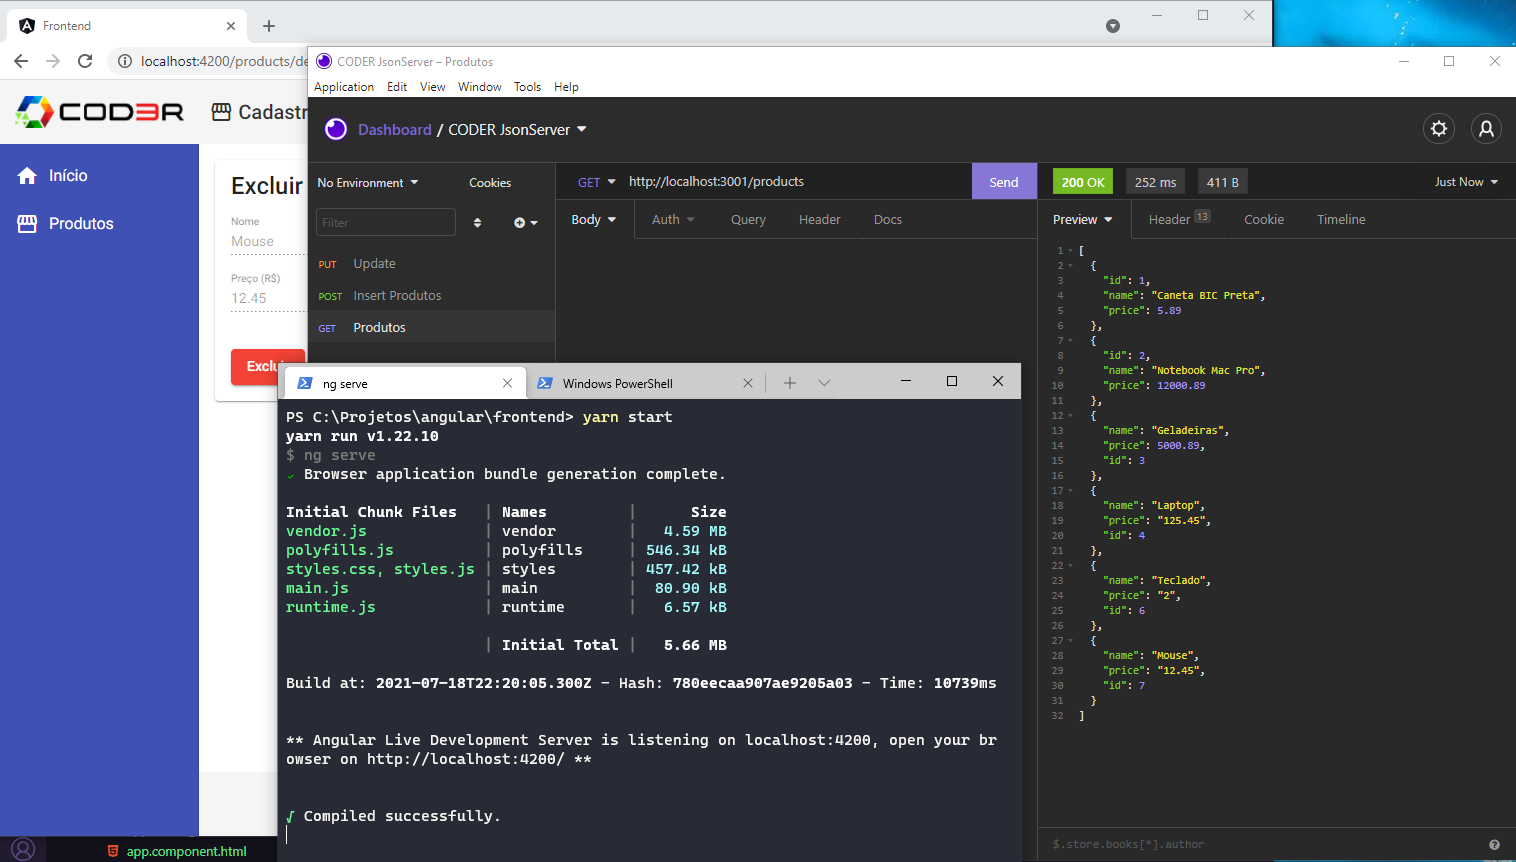 Frontend
localhost:4200/products/de
COD3R
Cadastr
Início
Produtos
Excluir
Nome
Mouse
Preço (R$)
12.45
CODER JsonServer – Produtos
Application Edit View Window Tools Help
Dashboard / CODER JsonServer
No Environment Cookies
Filter
PUT Update
POST Insert Produtos
GET Produtos
GET http://localhost:3001/products Send
Body Auth Query Header Docs
200 OK 252 ms 411 B Just Now
Preview Header 13 Cookie Timeline
1 [
2 {
3 "id": 1,
4 "name": "Caneta BIC Preta",
5 "price": 5.89
6 },
7 {
8 "id": 2,
9 "name": "Notebook Mac Pro",
10 "price": 12000.89
11 },
12 {
13 "name": "Geladeiras",
14 "price": 5000.89,
15 "id": 3
16 },
17 {
18 "name": "Laptop",
19 "price": "125.45",
20 "id": 4
21 },
22 {
23 "name": "Teclado",
24 "price": "2",
25 "id": 6
26 },
27 {
28 "name": "Mouse",
29 "price": "12.45",
30 "id": 7
31 }
32 ]
$.store.books[*].author
ng serve Windows PowerShell
PS C:\Projetos\angular\frontend> yarn start
yarn run v1.22.10
$ ng serve
✓ Browser application bundle generation complete.
Initial Chunk Files | Names | Size
vendor.js | vendor | 4.59 MB
polyfills.js | polyfills | 546.34 kB
styles.css, styles.js | styles | 457.42 kB
main.js | main | 80.90 kB
runtime.js | runtime | 6.57 kB
| Initial Total | 5.66 MB
Build at: 2021-07-18T22:20:05.300Z - Hash: 780eecaa907ae9205a03 - Time: 10739ms
** Angular Live Development Server is listening on localhost:4200, open your br
owser on http://localhost:4200/ **
√ Compiled successfully.
app.component.html